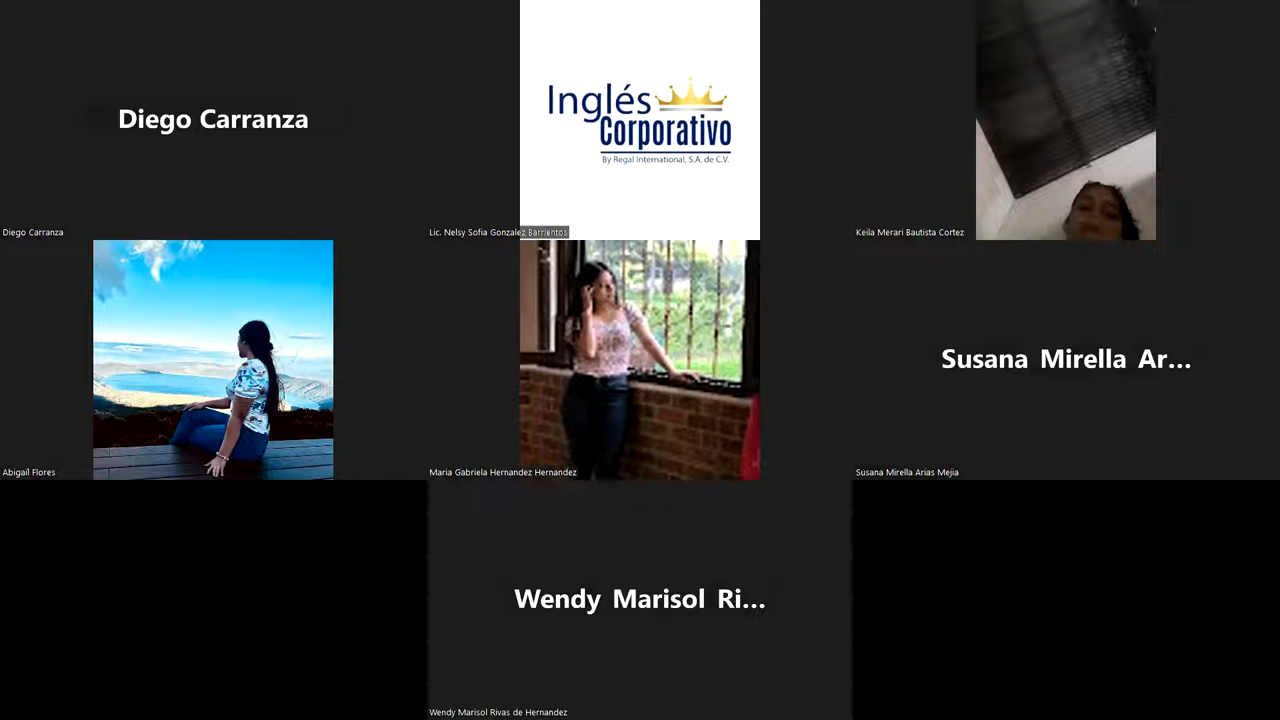 Diego Carranza
Diego Carranza
Inglés
Corporativo
By Regal International, S.A. de C.V.
Lic. Nelsy Sofia Gonzalez Barrientos
Keila Merari Bautista Cortez
Abigaíl Flores
Maria Gabriela Hernandez Hernandez
Susana Mirella Ar...
Susana Mirella Arias Mejia
Wendy Marisol Ri...
Wendy Marisol Rivas de Hernandez